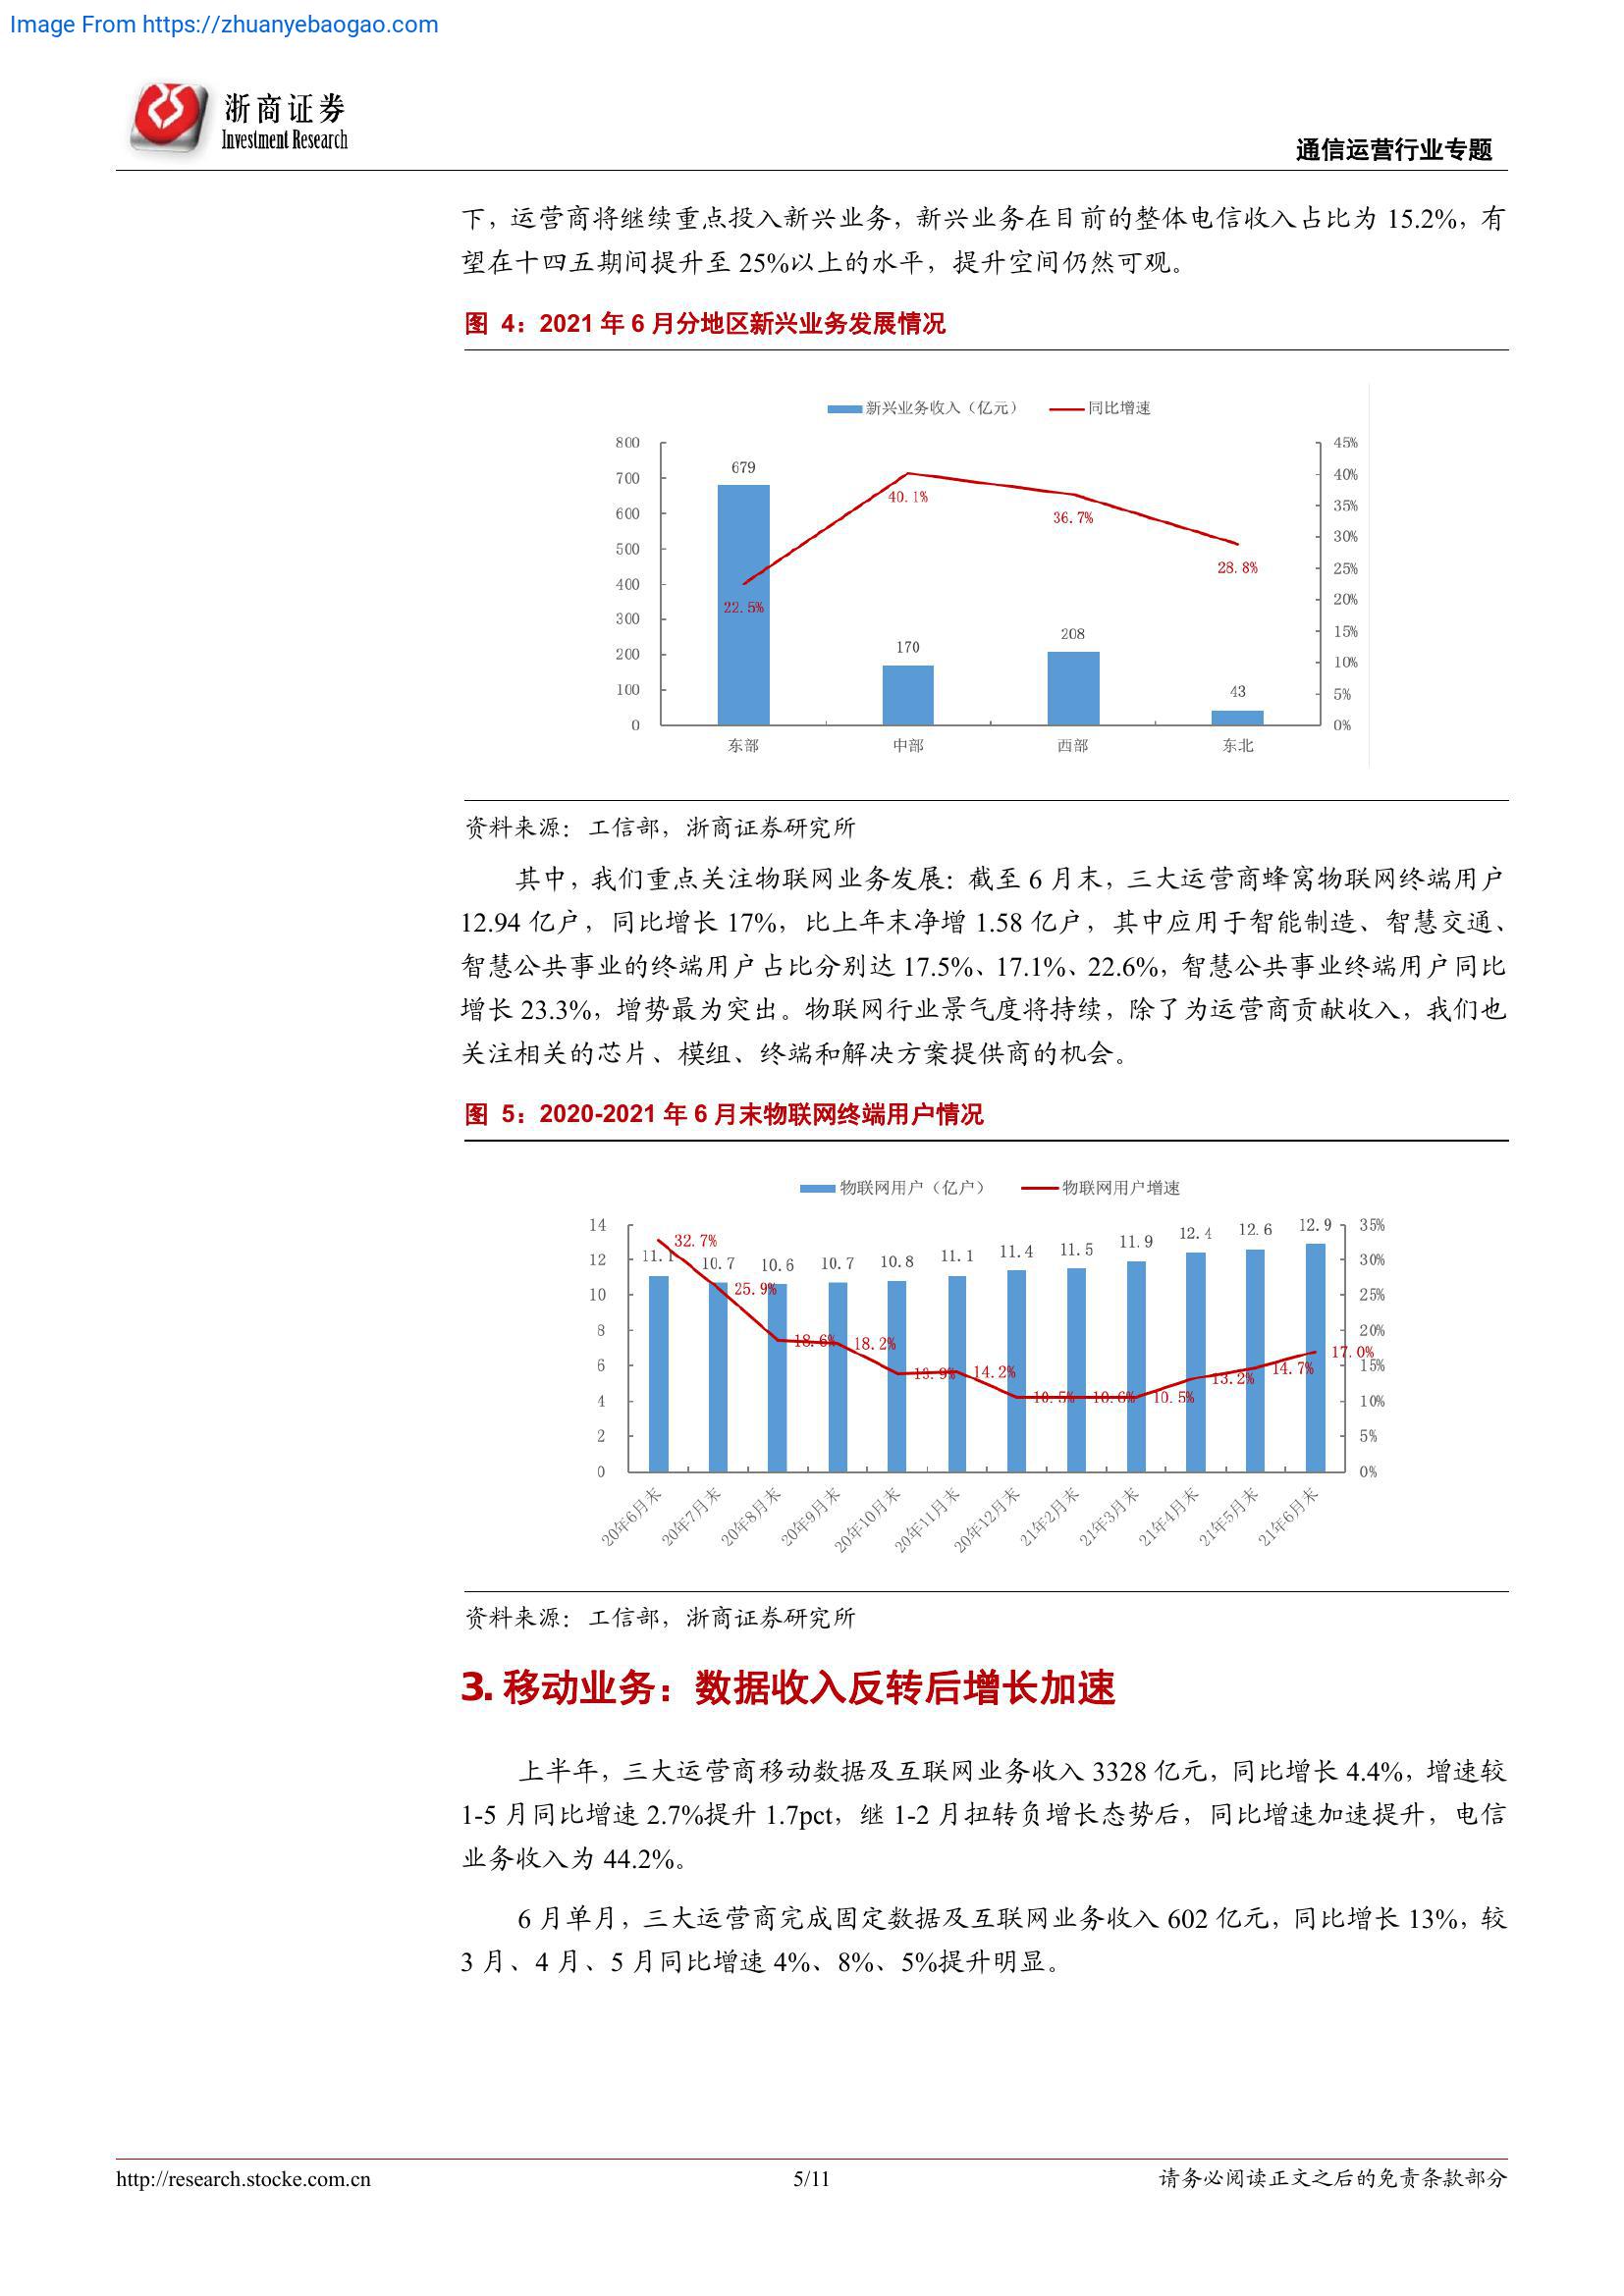 Image From https://zhuanyebaogao.com
浙商证券
Investment Research
通信运营行业专题
下，运营商将继续重点投入新兴业务，新兴业务在目前的整体电信收入占比为 15.2%，有
望在十四五期间提升至 25%以上的水平，提升空间仍然可观。
图 4：2021 年 6 月分地区新兴业务发展情况
新兴业务收入（亿元） 同比增速
800 45%
700 679 40%
600 40.1% 35%
500 36.7% 30%
400 28.8% 25%
300 22.5% 20%
200 208 15%
100 170 10%
0 43 5%
0%
东部 中部 西部 东北
资料来源：工信部，浙商证券研究所
其中，我们重点关注物联网业务发展：截至 6 月末，三大运营商蜂窝物联网终端用户
12.94 亿户，同比增长 17%，比上年末净增 1.58 亿户，其中应用于智能制造、智慧交通、
智慧公共事业的终端用户占比分别达 17.5%、17.1%、22.6%，智慧公共事业终端用户同比
增长 23.3%，增势最为突出。物联网行业景气度将持续，除了为运营商贡献收入，我们也
关注相关的芯片、模组、终端和解决方案提供商的机会。
图 5：2020-2021 年 6 月末物联网终端用户情况
物联网用户（亿户） 物联网用户增速
14 12 10 8 6 4 2 0
11.1 10.7 10.6 10.7 10.8 11.1 11.4 11.5 11.9 12.4 12.6 12.9
32.7% 25.9% 18.6% 18.2% 13.9% 14.2% 10.5% 10.6% 10.5% 13.2% 14.7% 17.0%
35% 30% 25% 20% 15% 10% 5% 0%
20年6月末 20年7月末 20年8月末 20年9月末 20年10月末 20年11月末 20年12月末 21年2月末 21年3月末 21年4月末 21年5月末 21年6月末
资料来源：工信部，浙商证券研究所
3. 移动业务：数据收入反转后增长加速
上半年，三大运营商移动数据及互联网业务收入 3328 亿元，同比增长 4.4%，增速较
1-5 月同比增速 2.7%提升 1.7pct，继 1-2 月扭转负增长态势后，同比增速加速提升，电信
业务收入为 44.2%。
6 月单月，三大运营商完成固定数据及互联网业务收入 602 亿元，同比增长 13%，较
3 月、4 月、5 月同比增速 4%、8%、5%提升明显。
http://research.stocke.com.cn 5/11 请务必阅读正文之后的免责条款部分